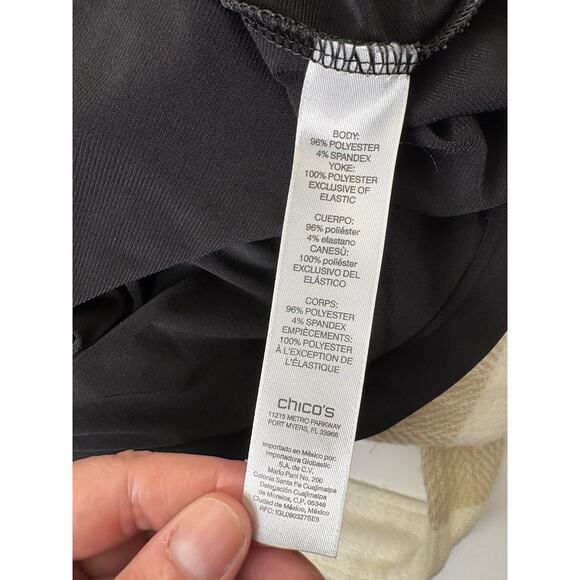 BODY:
96% POLYESTER
4% SPANDEX
YOKE:
100% POLYESTER
EXCLUSIVE OF
ELASTIC
CUERPO:
96% poliéster
4% elastano
CANESÚ:
100% poliéster
EXCLUSIVO DEL
ELÁSTICO
CORPS:
96% POLYESTER
4% SPANDEX
EMPIÈCEMENTS:
100% POLYESTER
À L'EXCEPTION DE
L'ÉLASTIQUE
chico's
11215 METRO PARKWAY
FORT MYERS, FL 33966
Importado en México por:
Importadora Globastic
S.A. de C.V.
Mario Pani No. 200
Colonia Santa Fe Cuajimalpa
Delegación Cuajimalpa
de Morelos, C.P. 05348
Ciudad de México, México
RFC: IGL090327SE5